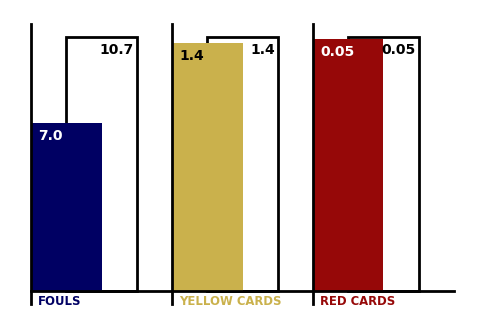 10.7
1.4
1.4
0.05
0.05
7.0
FOULS
YELLOW CARDS
RED CARDS